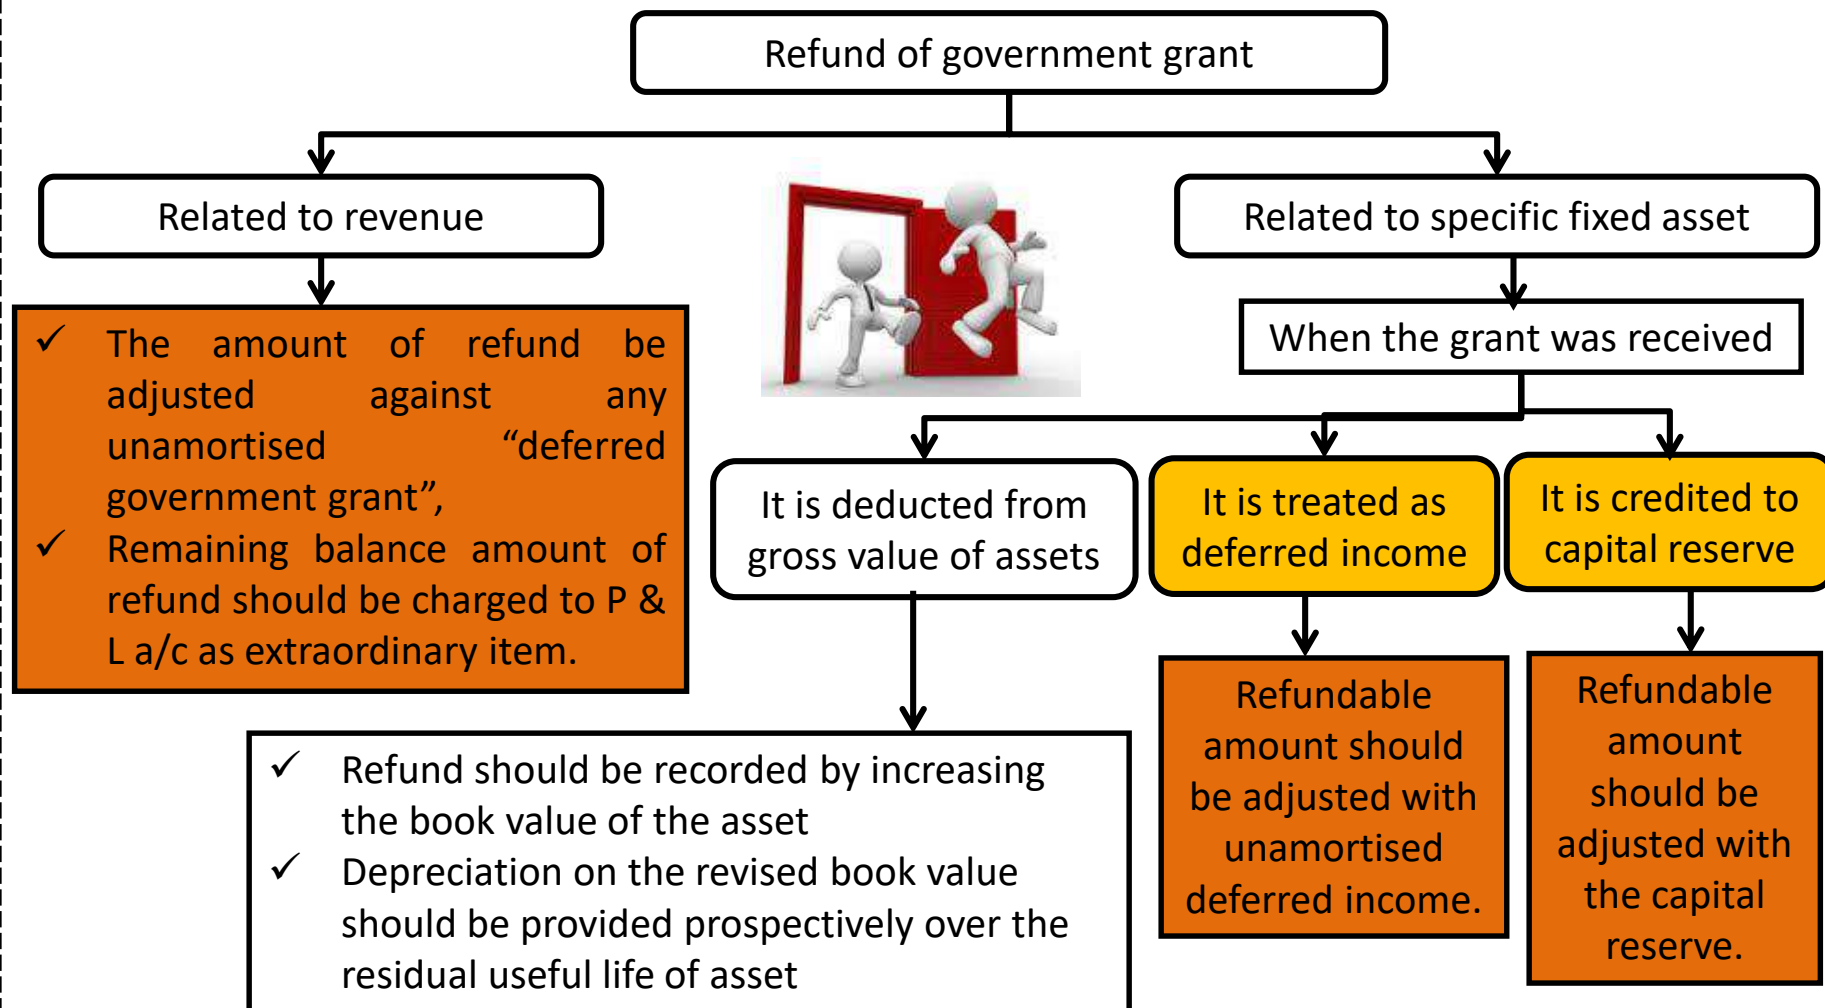 Refund of government grant
Related to revenue
Related to specific fixed asset
✓ The amount of refund be
adjusted against any
unamortised “deferred
government grant”,
✓ Remaining balance amount of
refund should be charged to P &
L a/c as extraordinary item.
When the grant was received
It is deducted from
gross value of assets
It is treated as
deferred income
It is credited to
capital reserve
✓ Refund should be recorded by increasing
the book value of the asset
✓ Depreciation on the revised book value
should be provided prospectively over the
residual useful life of asset
Refundable
amount should
be adjusted with
unamortised
deferred income.
Refundable
amount
should be
adjusted with
the capital
reserve.